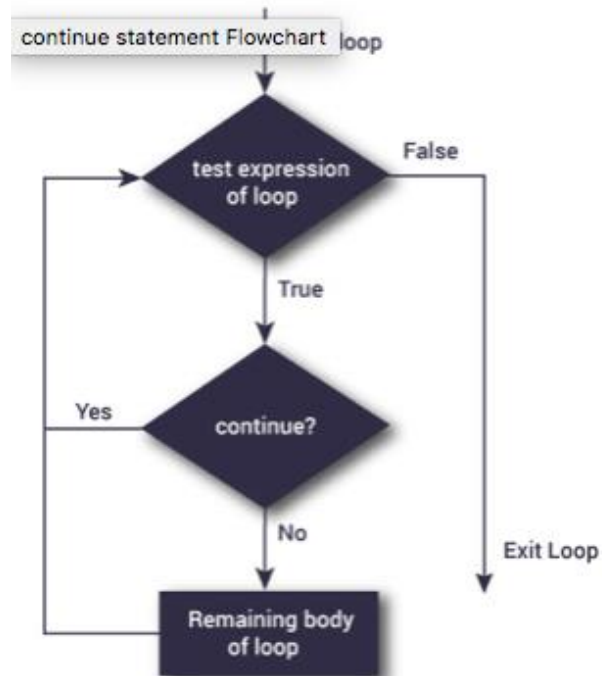 continue statement Flowchart
loop
False
test expression
of loop
True
Yes
continue?
No
Exit Loop
Remaining body
of loop